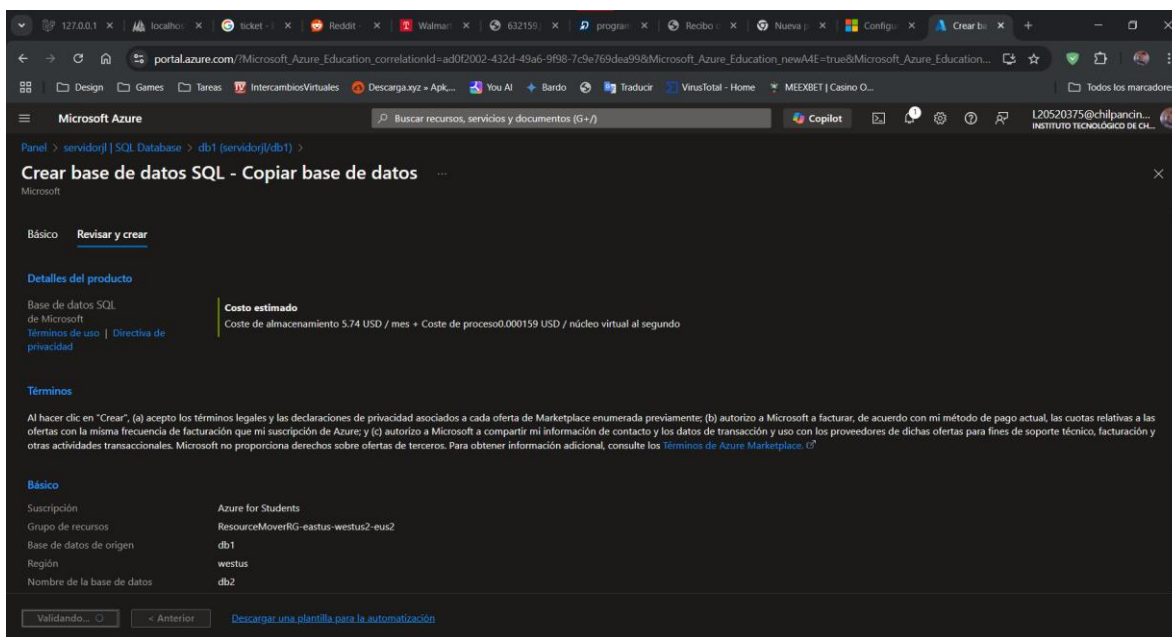 127.0.0.1
localhos
ticket -
Reddit -
Walmar
632159.
program
Recibo
Nueva p
Configu
Crear ba
portal.azure.com/?Microsoft_Azure_Education_correlationId=ad0f2002-432d-49a6-9f98-7c9e769dea99&Microsoft_Azure_Education_newA4E=true&Microsoft_Azure_Education...
Design Games Tareas IntercambiosVirtuales Descarga.xyz » Apk,... You AI Bardo Traducir VirusTotal - Home MEEXBET | Casino O... Todos los marcadore
Microsoft Azure
Buscar recursos, servicios y documentos (G+/)
Copilot
1
L20520375@chilpancin...
INSTITUTO TECNOLÓGICO DE CH...
Panel > servidorjl | SQL Database > db1 (servidorjl/db1) >
Crear base de datos SQL - Copiar base de datos ...
Microsoft
Básico Revisar y crear
Detalles del producto
Base de datos SQL
de Microsoft
Términos de uso | Directiva de
privacidad
Costo estimado
Coste de almacenamiento 5.74 USD / mes + Coste de proceso0.000159 USD / núcleo virtual al segundo
Términos
Al hacer clic en "Crear", (a) acepto los términos legales y las declaraciones de privacidad asociados a cada oferta de Marketplace enumerada previamente; (b) autorizo a Microsoft a facturar, de acuerdo con mi método de pago actual, las cuotas relativas a las
ofertas con la misma frecuencia de facturación que mi suscripción de Azure; y (c) autorizo a Microsoft a compartir mi información de contacto y los datos de transacción y uso con los proveedores de dichas ofertas para fines de soporte técnico, facturación y
otras actividades transaccionales. Microsoft no proporciona derechos sobre ofertas de terceros. Para obtener información adicional, consulte los Términos de Azure Marketplace.
Básico
Suscripción Azure for Students
Grupo de recursos ResourceMoverRG-eastus-westus2-eus2
Base de datos de origen db1
Región westus
Nombre de la base de datos db2
Validando... < Anterior Descargar una plantilla para la automatización